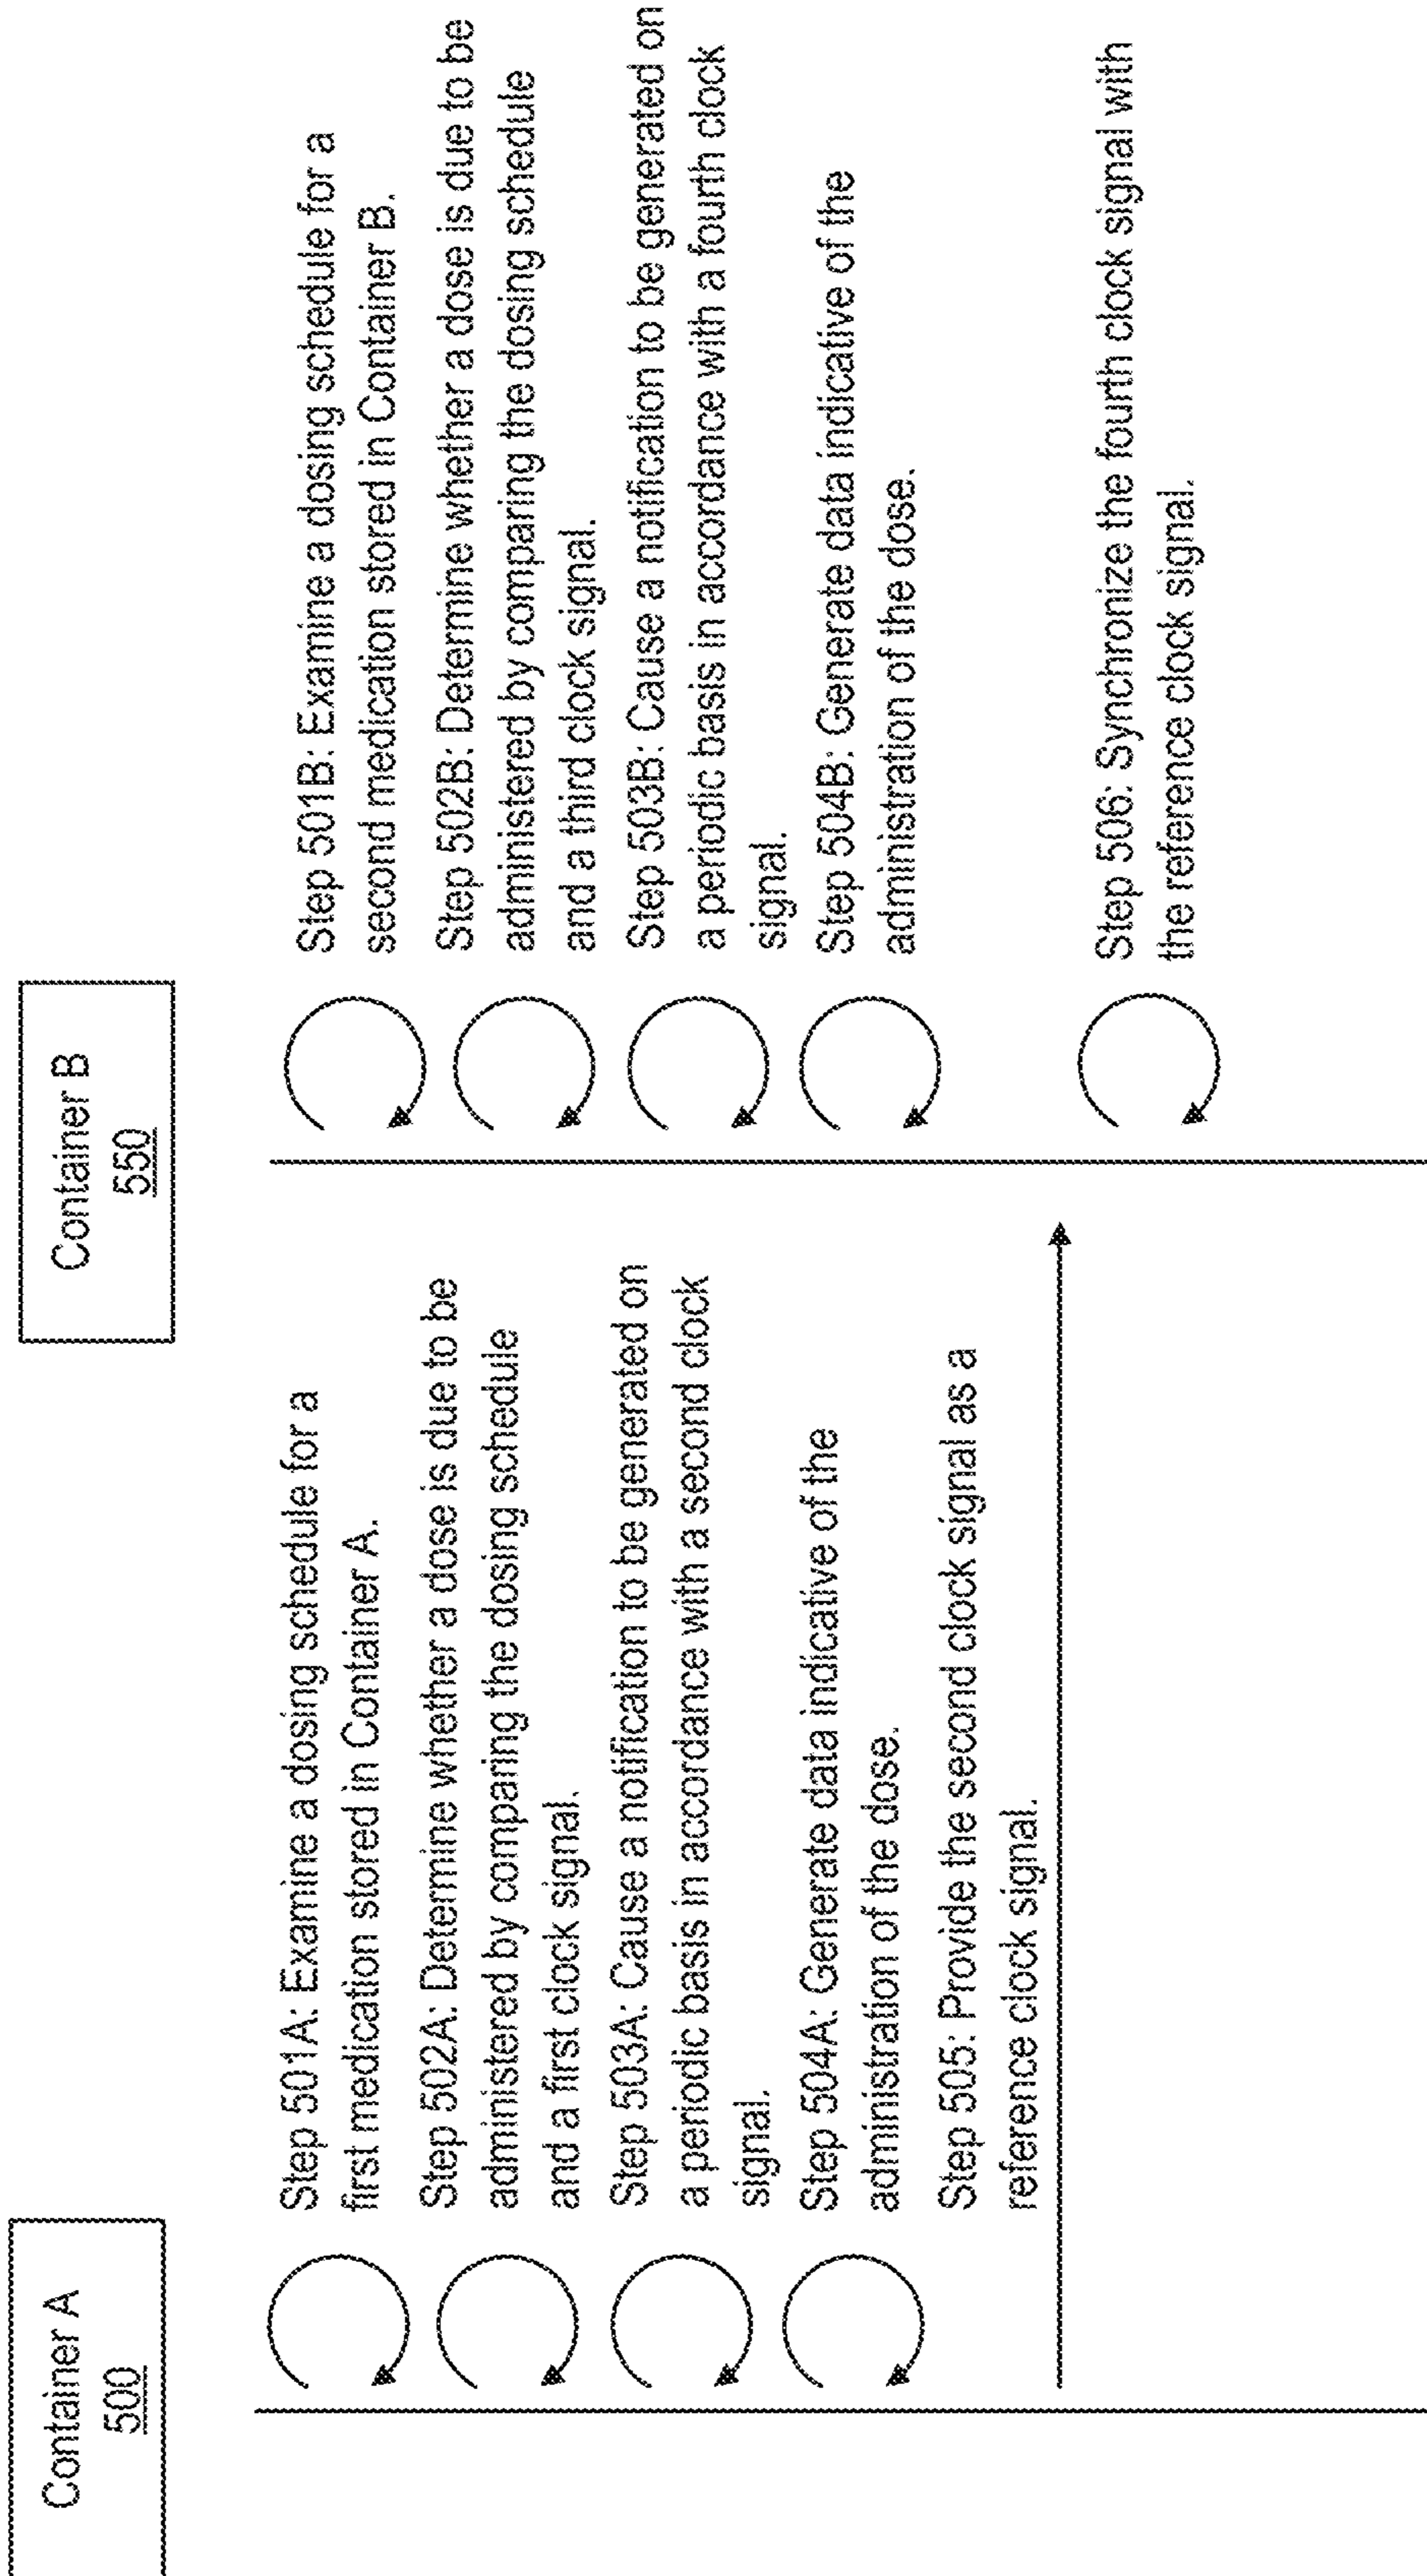 Container A
500
Step 501A: Examine a dosing schedule for a
first medication stored in Container A.
Step 502A: Determine whether a dose is due to be
administered by comparing the dosing schedule
and a first clock signal.
Step 503A: Cause a notification to be generated on
a periodic basis in accordance with a second clock
signal.
Step 504A: Generate data indicative of the
administration of the dose.
Step 505: Provide the second clock signal as a
reference clock signal.
Container B
550
Step 501B: Examine a dosing schedule for a
second medication stored in Container B.
Step 502B: Determine whether a dose is due to be
administered by comparing the dosing schedule
and a third clock signal.
Step 503B: Cause a notification to be generated on
a periodic basis in accordance with a fourth clock
signal.
Step 504B: Generate data indicative of the
administration of the dose.
Step 506: Synchronize the fourth clock signal with
the reference clock signal.